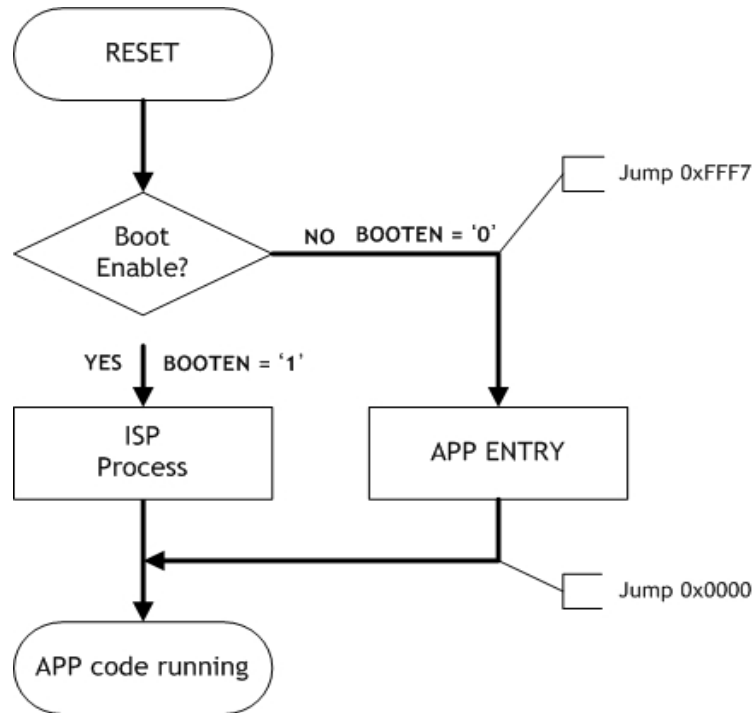 RESET
Jump 0xFFF7
Boot
Enable?
NO BOOTEN = ‘0’
YES BOOTEN = ‘1’
ISP
Process
APP ENTRY
Jump 0x0000
APP code running